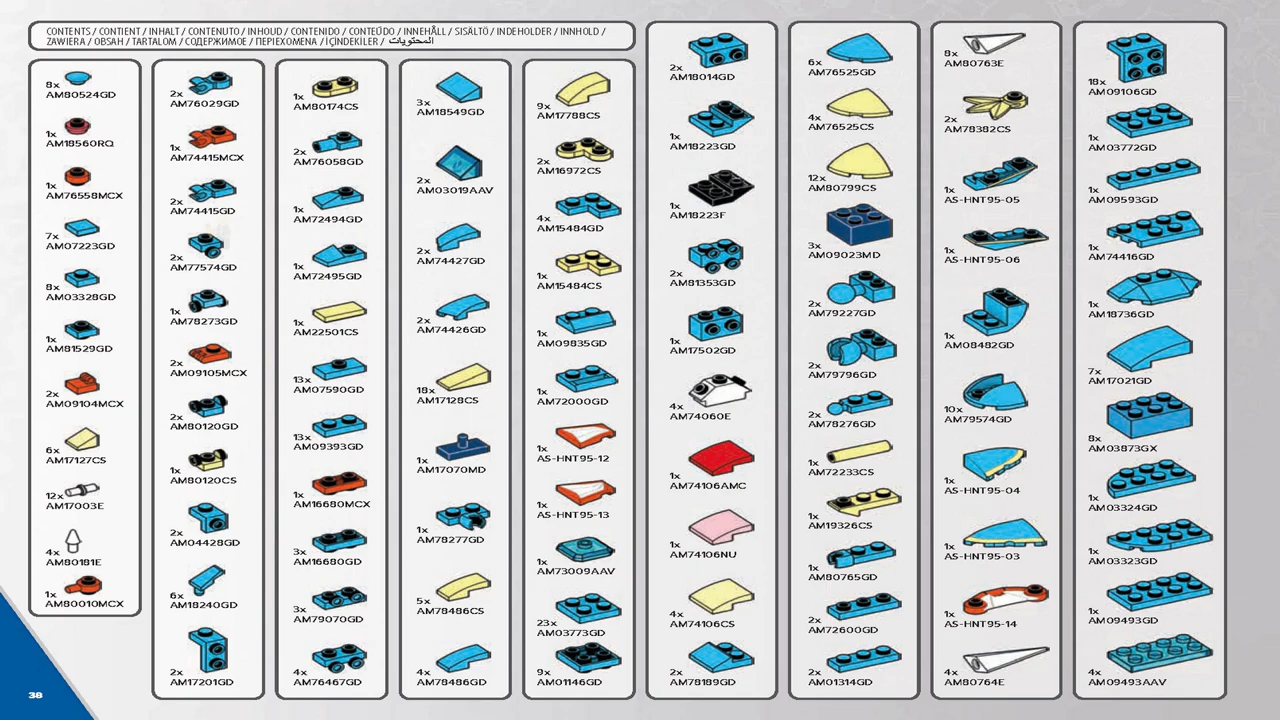 CONTENTS / CONTIENT / INHALT / CONTENUTO / INHOUD / CONTENIDO / CONTEÚDO / INNEHÅLL / SISÄLTÖ / INDEHOLDER / INNHOLD /
ZAWIERA / OBSAH / TARTALOM / СОДЕРЖИМОЕ / ΠΕΡΙΕΧΟΜΕΝΑ / İÇİNDEKİLER / المحتويات
8x
AM80524GD
1x
AM18560RQ
1x
AM76558MCX
7x
AM07223GD
8x
AM03328GD
1x
AM81529GD
2x
AM09104MCX
6x
AM17127CS
12x
AM17003E
4x
AM80181E
1x
AM80010MCX
2x
AM76029GD
1x
AM74415MCX
2x
AM74415GD
2x
AM77574GD
1x
AM78273GD
2x
AM09105MCX
2x
AM80120GD
1x
AM80120CS
2x
AM04428GD
6x
AM18240GD
2x
AM17201GD
1x
AM80174CS
2x
AM76058GD
1x
AM72494GD
1x
AM72495GD
1x
AM22501CS
13x
AM07590GD
13x
AM09393GD
1x
AM16680MCX
3x
AM16680GD
3x
AM79070GD
4x
AM76467GD
3x
AM18549GD
2x
AM03019AAV
2x
AM74427GD
2x
AM74426GD
18x
AM17128CS
1x
AM17070MD
1x
AM78277GD
5x
AM78486CS
4x
AM78486GD
9x
AM17788CS
2x
AM16972CS
4x
AM15484GD
1x
AM15484CS
1x
AM09835GD
1x
AM72000GD
1x
AS-HNT95-12
1x
AS-HNT95-13
1x
AM73009AAV
23x
AM03773GD
9x
AM01146GD
2x
AM18014GD
1x
AM18223GD
1x
AM18223F
2x
AM81353GD
1x
AM17502GD
4x
AM74060E
1x
AM74106AMC
1x
AM74106NU
4x
AM74106CS
2x
AM78189GD
6x
AM76525GD
4x
AM76525CS
12x
AM80799CS
3x
AM09023MD
2x
AM79227GD
2x
AM79796GD
2x
AM78276GD
1x
AM72233CS
1x
AM19326CS
1x
AM80765GD
2x
AM72600GD
2x
AM01314GD
8x
AM80763E
2x
AM78382CS
1x
AS-HNT95-05
1x
AS-HNT95-06
1x
AM08482GD
10x
AM79574GD
1x
AS-HNT95-04
1x
AS-HNT95-03
1x
AS-HNT95-14
4x
AM80764E
18x
AM09106GD
1x
AM03772GD
1x
AM09593GD
1x
AM74416GD
1x
AM18736GD
7x
AM17021GD
8x
AM03873GX
1x
AM03324GD
1x
AM03323GD
1x
AM09493GD
4x
AM09493AAV
38